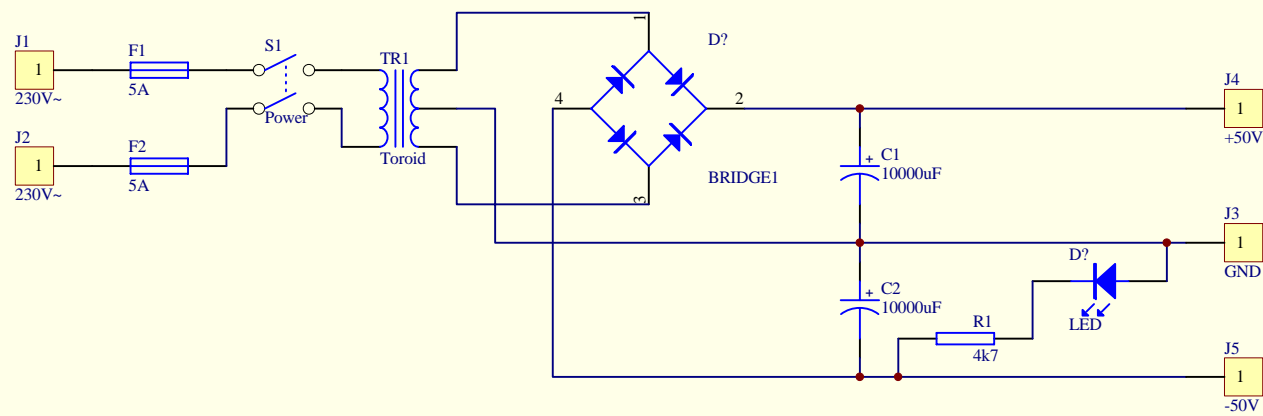 J1
1
230V~
F1
5A
S1
Power
TR1
Toroid
J2
1
230V~
F2
5A
1
D?
4
2
3
BRIDGE1
C1
10000uF
J4
1
+50V
J3
1
GND
C2
10000uF
D?
LED
R1
4k7
J5
1
-50V